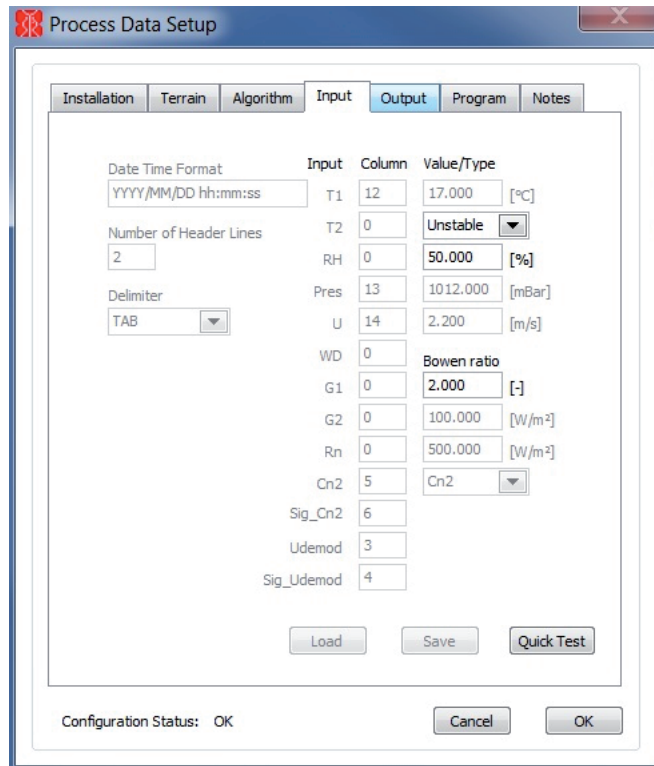 Process Data Setup
X
Installation Terrain Algorithm Input Output Program Notes
Date Time Format
YYYY/MM/DD hh:mm:ss
Number of Header Lines
2
Delimiter
TAB
Input Column Value/Type
T1 12 17.000 [ºC]
T2 0 Unstable
RH 0 50.000 [%]
Pres 13 1012.000 [mBar]
U 14 2.200 [m/s]
WD 0
Bowen ratio
G1 0 2.000 [-]
G2 0 100.000 [W/m²]
Rn 0 500.000 [W/m²]
Cn2 5 Cn2
Sig_Cn2 6
Udemod 3
Sig_Udemod 4
Load Save Quick Test
Configuration Status: OK Cancel OK